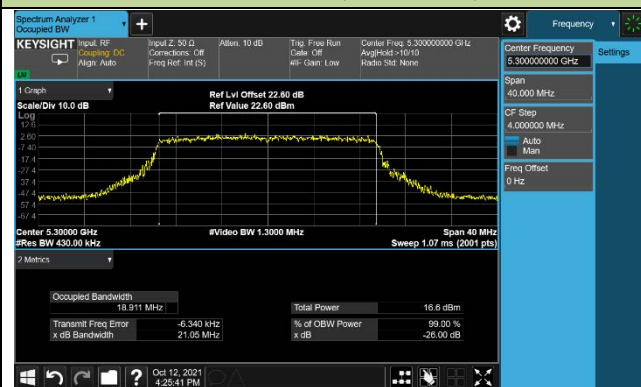 Spectrum Analyzer 1
Occupied BW
Frequency
KEYSIGHT
Input: RF
Coupling: DC
Align: Auto
Input Z: 50 Ω
Corrections: Off
Freq Ref: Int (S)
Atten: 10 dB
Trig: Free Run
Gate: Off
#IF Gain: Low
Center Freq: 5.300000000 GHz
Avg|Hold:>10/10
Radio Std: None
LM
Center Frequency
5.300000000 GHz
Settings
Span
40.000 MHz
CF Step
4.000000 MHz
Auto
Man
Freq Offset
0 Hz
1 Graph
Scale/Div 10.0 dB
Ref Lvl Offset 22.60 dB
Ref Value 22.60 dBm
Log
12.6
2.60
-7.40
-17.4
-27.4
-37.4
-47.4
-57.4
-67.4
Center 5.30000 GHz
#Res BW 430.00 kHz
#Video BW 1.3000 MHz
Span 40 MHz
Sweep 1.07 ms (2001 pts)
2 Metrics
Occupied Bandwidth
18.911 MHz
Total Power
16.6 dBm
Transmit Freq Error
-6.340 kHz
% of OBW Power
99.00 %
x dB Bandwidth
21.05 MHz
x dB
-26.00 dB
?
Oct 12, 2021
4:25:41 PM